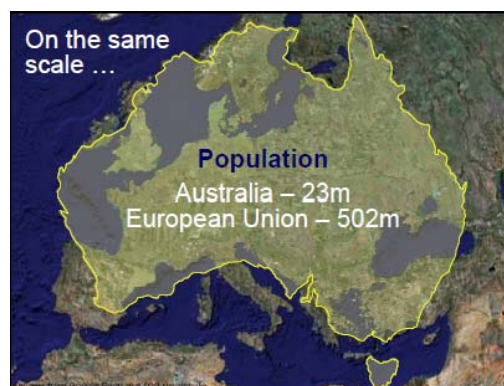 On the same
scale …
Population
Australia – 23m
European Union – 502m